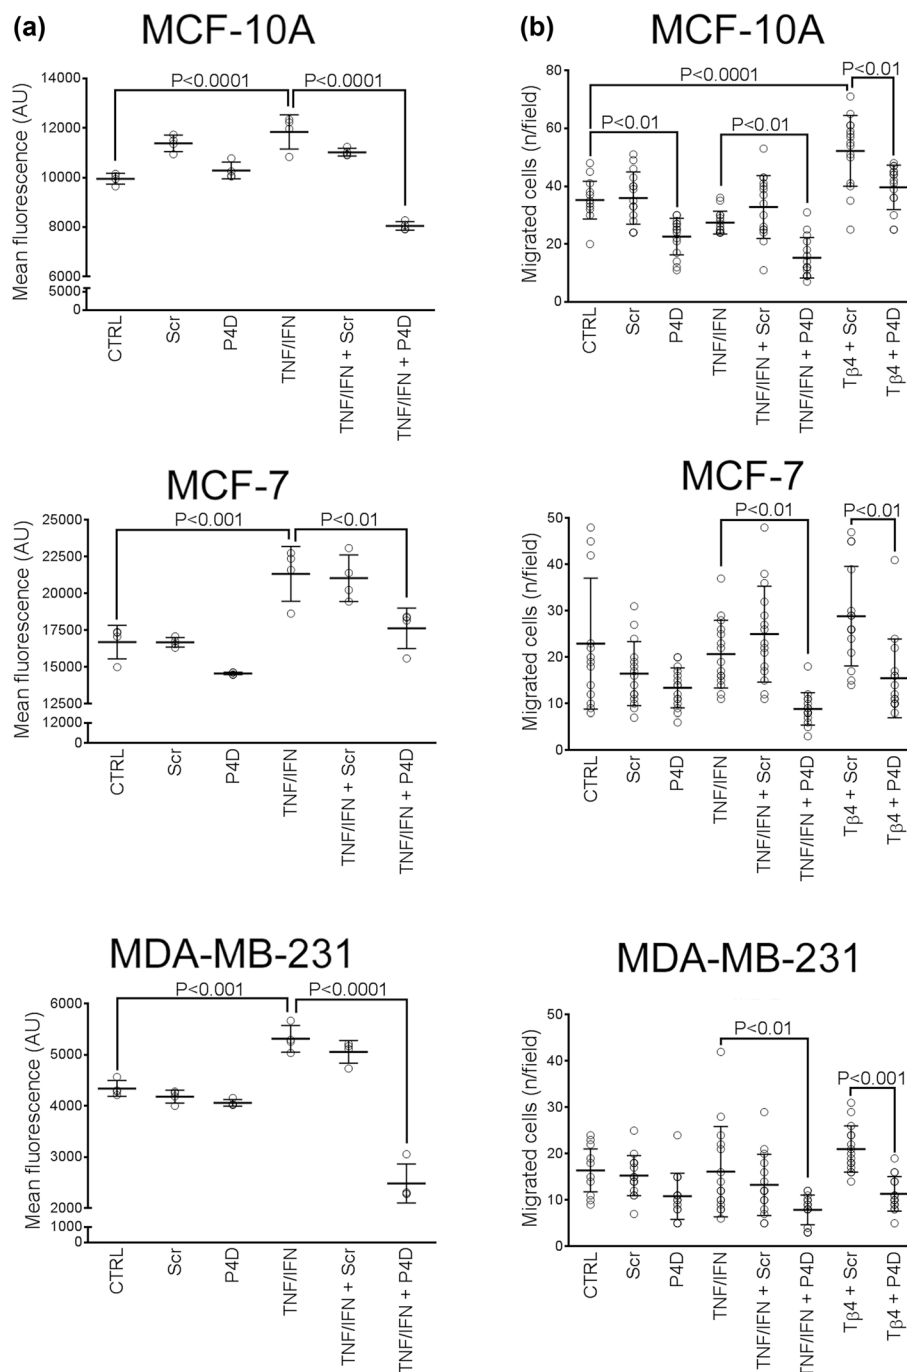 (a)
MCF-10A
P<0.0001
P<0.0001
Mean fluorescence (AU)
14000
12000
10000
8000
6000
5000
0
CTRL
Scr
P4D
TNF/IFN
TNF/IFN + Scr
TNF/IFN + P4D
MCF-7
P<0.001
P<0.01
Mean fluorescence (AU)
25000
22500
20000
17500
15000
12500
12000
0
CTRL
Scr
P4D
TNF/IFN
TNF/IFN + Scr
TNF/IFN + P4D
MDA-MB-231
P<0.001
P<0.0001
Mean fluorescence (AU)
6000
5000
4000
3000
2000
1000
0
CTRL
Scr
P4D
TNF/IFN
TNF/IFN + Scr
TNF/IFN + P4D
(b)
MCF-10A
P<0.0001
P<0.01
P<0.01
P<0.01
Migrated cells (n/field)
80
60
40
20
0
CTRL
Scr
P4D
TNF/IFN
TNF/IFN + Scr
TNF/IFN + P4D
Tβ4 + Scr
Tβ4 + P4D
MCF-7
P<0.01
P<0.01
Migrated cells (n/field)
50
40
30
20
10
0
CTRL
Scr
P4D
TNF/IFN
TNF/IFN + Scr
TNF/IFN + P4D
Tβ4 + Scr
Tβ4 + P4D
MDA-MB-231
P<0.01
P<0.001
Migrated cells (n/field)
50
40
30
20
10
0
CTRL
Scr
P4D
TNF/IFN
TNF/IFN + Scr
TNF/IFN + P4D
Tβ4 + Scr
Tβ4 + P4D